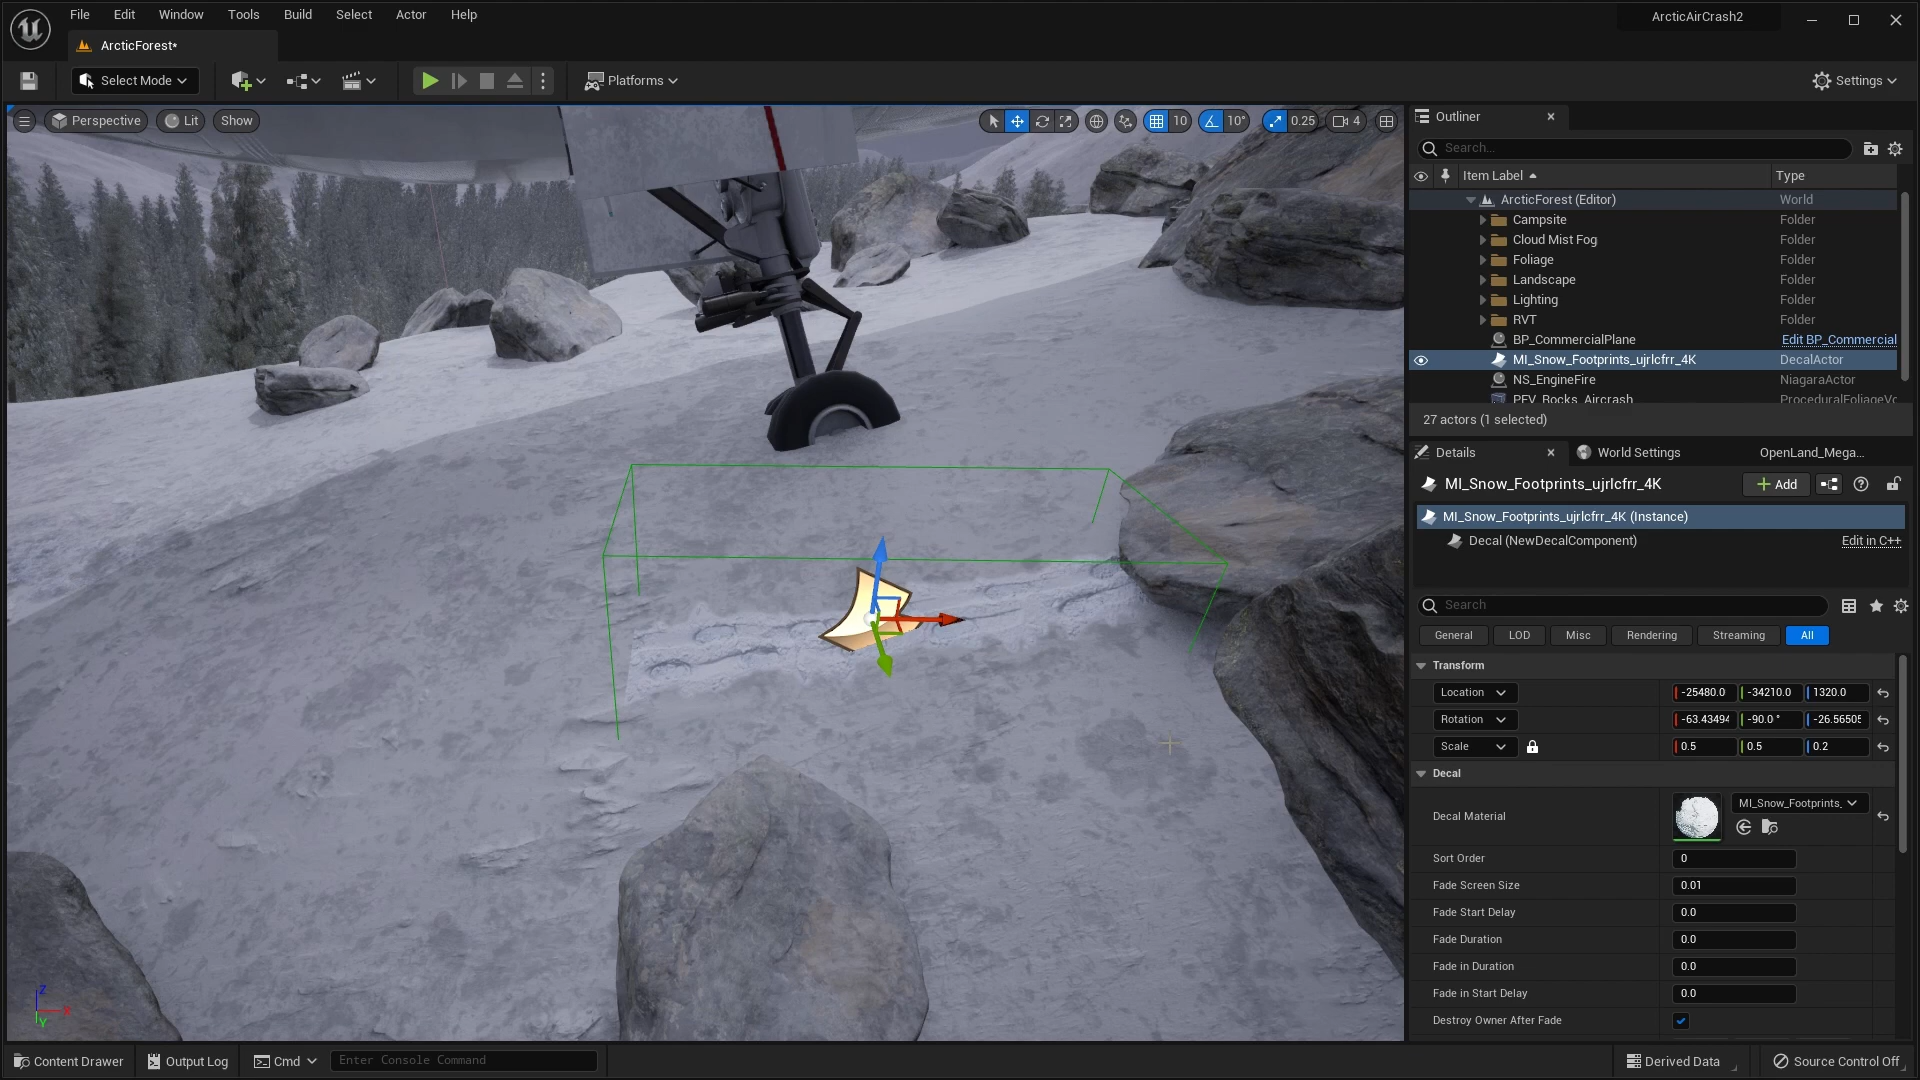 File Edit Window Tools Build Select Actor Help
ArcticAirCrash2
ArcticForest*
Select Mode
Platforms
Settings
Perspective Lit Show
10 10° 0.25 4
Outliner
Search...
Item Label Type
ArcticForest (Editor) World
Campsite Folder
Cloud Mist Fog Folder
Foliage Folder
Landscape Folder
Lighting Folder
RVT Folder
BP_CommercialPlane Edit BP_Commercial
MI_Snow_Footprints_ujrlcfrr_4K DecalActor
NS_EngineFire NiagaraActor
PFV_Rocks_Aircrash ProceduralFoliageVc
27 actors (1 selected)
Details World Settings OpenLand_Mega...
MI_Snow_Footprints_ujrlcfrr_4K Add
MI_Snow_Footprints_ujrlcfrr_4K (Instance)
Decal (NewDecalComponent) Edit in C++
Search
General LOD Misc Rendering Streaming All
Transform
Location -25480.0 -34210.0 1320.0
Rotation -63.43494 -90.0 ° -26.56505
Scale 0.5 0.5 0.2
Decal
Decal Material MI_Snow_Footprints_
Sort Order 0
Fade Screen Size 0.01
Fade Start Delay 0.0
Fade Duration 0.0
Fade in Duration 0.0
Fade in Start Delay 0.0
Destroy Owner After Fade
Z
X
Y
Content Drawer Output Log Cmd Enter Console Command Derived Data Source Control Off